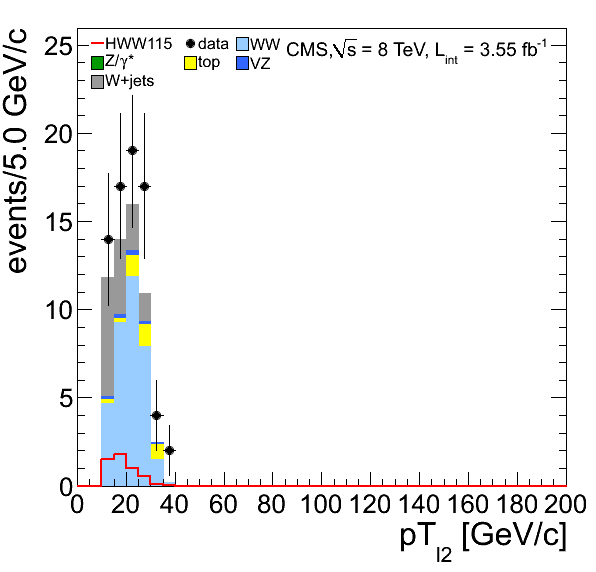 events/5.0 GeV/c
HWW115 data WW
Z/γ* top VZ
W+jets
CMS,√s = 8 TeV, L_int = 3.55 fb⁻¹
25
20
15
10
5
0
0 20 40 60 80 100 120 140 160 180 200
pT_l2 [GeV/c]